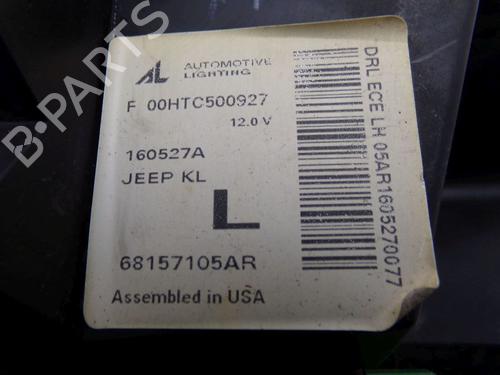 AL AUTOMOTIVE
LIGHTING
F 00HTC500927
12.0 V
160527A
JEEP KL
L
68157105AR
Assembled in USA
DRL ECE LH 05AR1605270077
B-PARTS